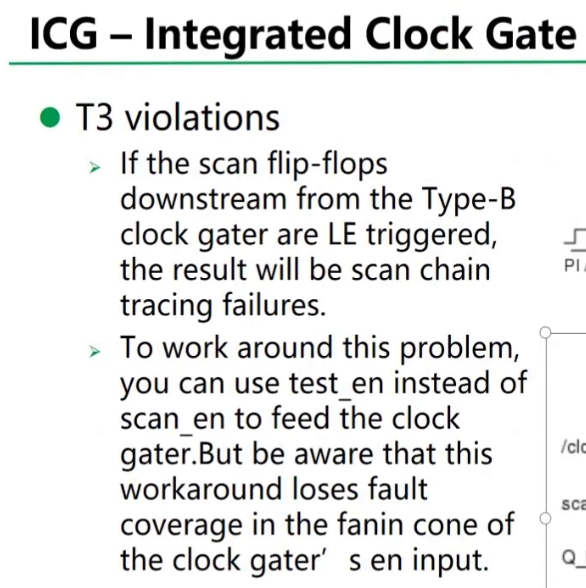 ICG – Integrated Clock Gate
● T3 violations
➢ If the scan flip-flops
downstream from the Type-B
clock gater are LE triggered,
the result will be scan chain
tracing failures.
➢ To work around this problem,
you can use test_en instead of
scan_en to feed the clock
gater.But be aware that this
workaround loses fault
coverage in the fanin cone of
the clock gater’ s en input.
PI
/clo
sca
Q_